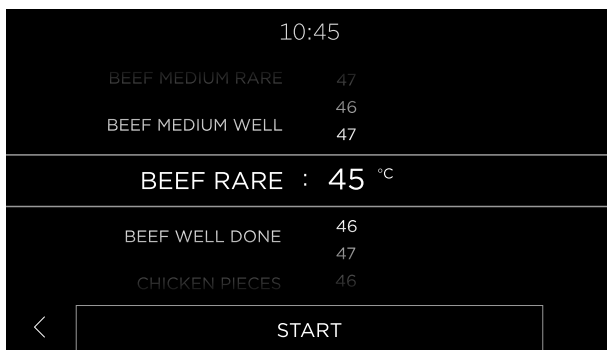 10:45
BEEF MEDIUM RARE 47
46
BEEF MEDIUM WELL 47
BEEF RARE : 45 °C
BEEF WELL DONE 46
47
CHICKEN PIECES 46
< START